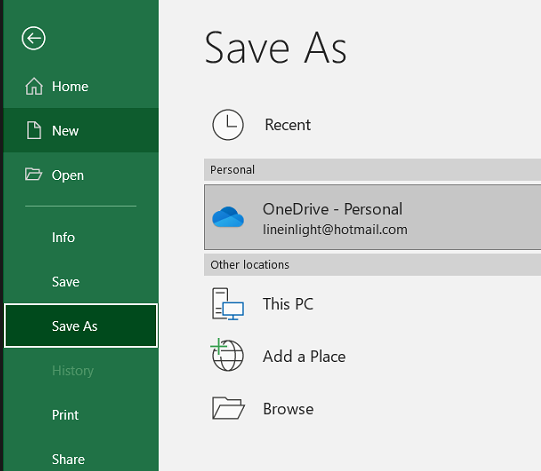 Save As
Home
New
Open
Info
Save
Save As
History
Print
Share
Recent
Personal
OneDrive - Personal
lineinlight@hotmail.com
Other locations
This PC
Add a Place
Browse